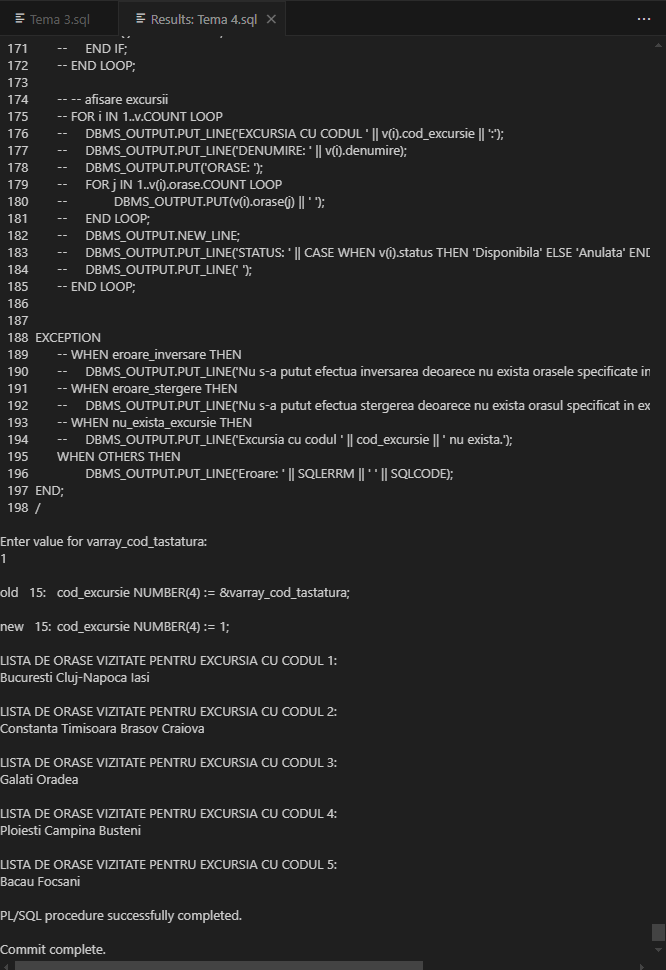 Tema 3.sql
Results: Tema 4.sql
171 -- END IF;
172 -- END LOOP;
173
174 -- -- afisare excursii
175 -- FOR i IN 1..v.COUNT LOOP
176 -- DBMS_OUTPUT.PUT_LINE('EXCURSIA CU CODUL ' || v(i).cod_excursie || ':');
177 -- DBMS_OUTPUT.PUT_LINE('DENUMIRE: ' || v(i).denumire);
178 -- DBMS_OUTPUT.PUT('ORASE: ');
179 -- FOR j IN 1..v(i).orase.COUNT LOOP
180 -- DBMS_OUTPUT.PUT(v(i).orase(j) || ' ');
181 -- END LOOP;
182 -- DBMS_OUTPUT.NEW_LINE;
183 -- DBMS_OUTPUT.PUT_LINE('STATUS: ' || CASE WHEN v(i).status THEN 'Disponibila' ELSE 'Anulata' END
184 -- DBMS_OUTPUT.PUT_LINE(' ');
185 -- END LOOP;
186
187
188 EXCEPTION
189 -- WHEN eroare_inversare THEN
190 -- DBMS_OUTPUT.PUT_LINE('Nu s-a putut efectua inversarea deoarece nu exista orasele specificate in
191 -- WHEN eroare_stergere THEN
192 -- DBMS_OUTPUT.PUT_LINE('Nu s-a putut efectua stergerea deoarece nu exista orasul specificat in ex
193 -- WHEN nu_exista_excursie THEN
194 -- DBMS_OUTPUT.PUT_LINE('Excursia cu codul ' || cod_excursie || ' nu exista.');
195 WHEN OTHERS THEN
196 DBMS_OUTPUT.PUT_LINE('Eroare: ' || SQLERRM || ' ' || SQLCODE);
197 END;
198 /
Enter value for varray_cod_tastatura:
1
old 15: cod_excursie NUMBER(4) := &varray_cod_tastatura;
new 15: cod_excursie NUMBER(4) := 1;
LISTA DE ORASE VIZITATE PENTRU EXCURSIA CU CODUL 1:
Bucuresti Cluj-Napoca Iasi
LISTA DE ORASE VIZITATE PENTRU EXCURSIA CU CODUL 2:
Constanta Timisoara Brasov Craiova
LISTA DE ORASE VIZITATE PENTRU EXCURSIA CU CODUL 3:
Galati Oradea
LISTA DE ORASE VIZITATE PENTRU EXCURSIA CU CODUL 4:
Ploiesti Campina Busteni
LISTA DE ORASE VIZITATE PENTRU EXCURSIA CU CODUL 5:
Bacau Focsani
PL/SQL procedure successfully completed.
Commit complete.